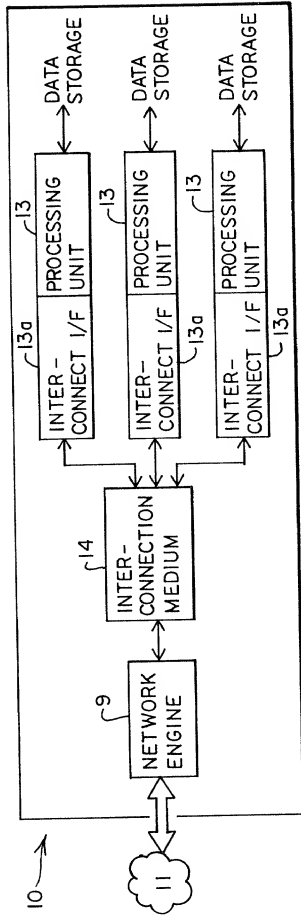 10
11
9
NETWORK
ENGINE
14
INTER-
CONNECTION
MEDIUM
13a
13
INTER-
CONNECT I/F
PROCESSING
UNIT
DATA
STORAGE
INTER-
CONNECT I/F
PROCESSING
UNIT
13a
13
DATA
STORAGE
INTER-
CONNECT I/F
PROCESSING
UNIT
13a
13
DATA
STORAGE